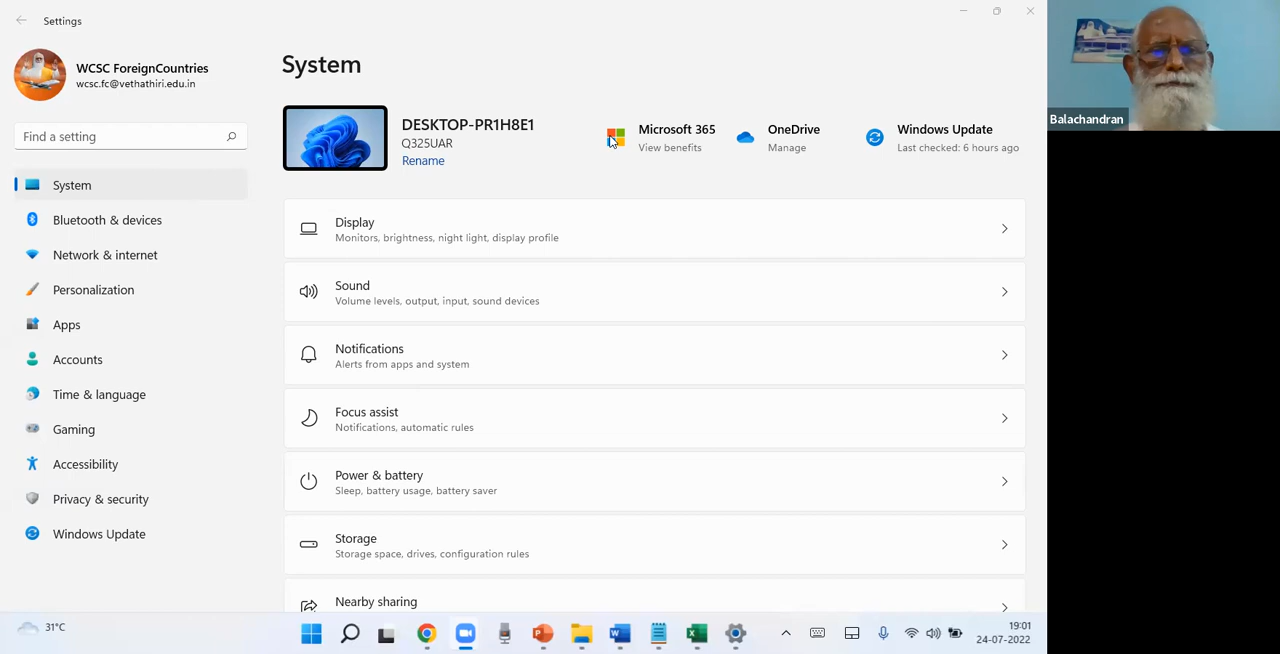 Settings
WCSC ForeignCountries
wcsc.fc@vethathiri.edu.in
Find a setting
System
Bluetooth & devices
Network & internet
Personalization
Apps
Accounts
Time & language
Gaming
Accessibility
Privacy & security
Windows Update
System
DESKTOP-PR1H8E1
Q325UAR
Rename
Microsoft 365
View benefits
OneDrive
Manage
Windows Update
Last checked: 6 hours ago
Display
Monitors, brightness, night light, display profile
Sound
Volume levels, output, input, sound devices
Notifications
Alerts from apps and system
Focus assist
Notifications, automatic rules
Power & battery
Sleep, battery usage, battery saver
Storage
Storage space, drives, configuration rules
Nearby sharing
Balachandran
31°C
19:01
24-07-2022